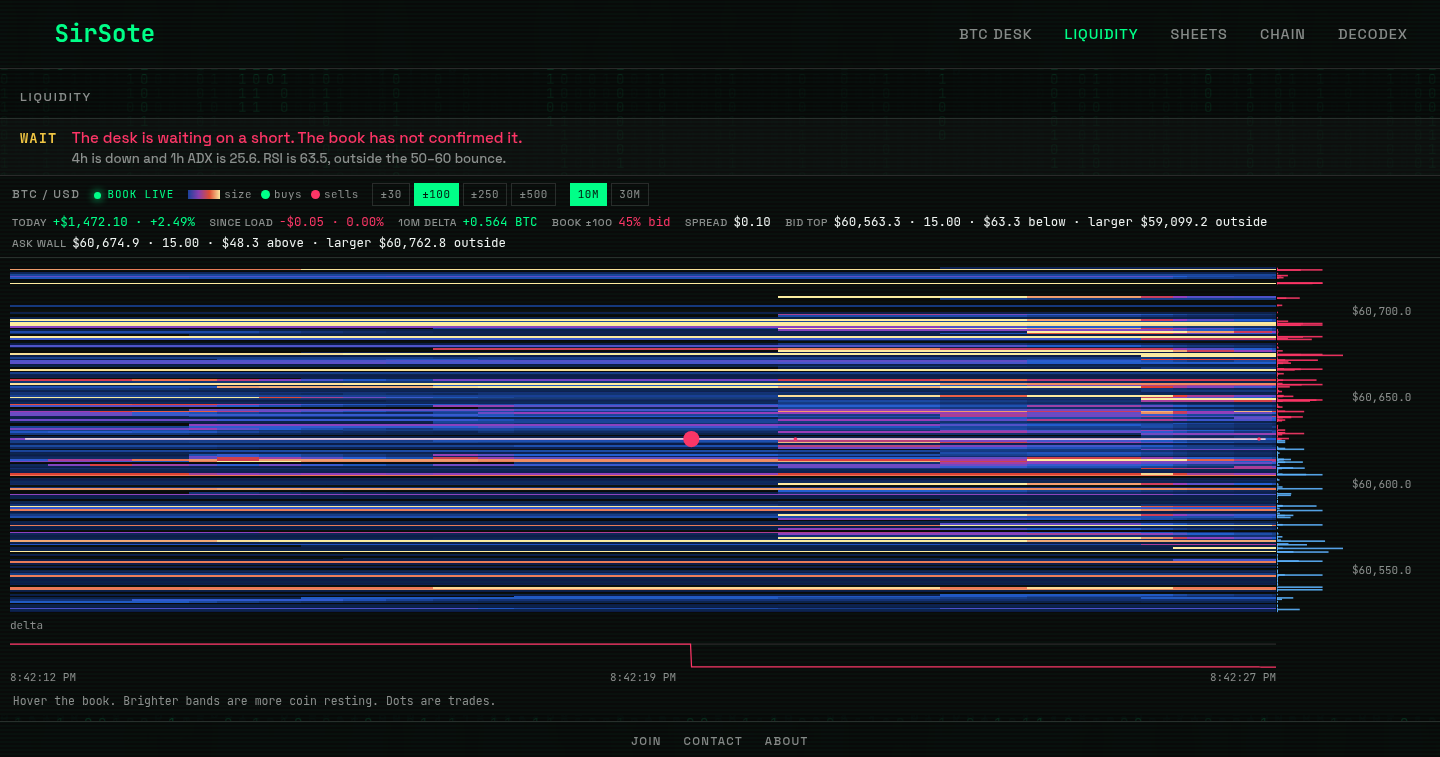 SirSote
BTC DESK LIQUIDITY SHEETS CHAIN DECODEX
LIQUIDITY
WAIT The desk is waiting on a short. The book has not confirmed it.
4h is down and 1h ADX is 25.6. RSI is 63.5, outside the 50–60 bounce.
BTC / USD BOOK LIVE size buys sells ±30 ±100 ±250 ±500 10M 30M
TODAY +$1,472.10 · +2.49% SINCE LOAD -$0.05 · 0.00% 10M DELTA +0.564 BTC BOOK ±100 45% bid SPREAD $0.10 BID TOP $60,563.3 · 15.00 · $63.3 below · larger $59,099.2 outside
ASK WALL $60,674.9 · 15.00 · $48.3 above · larger $60,762.8 outside
$60,700.0
$60,650.0
$60,600.0
$60,550.0
delta
8:42:12 PM 8:42:19 PM 8:42:27 PM
Hover the book. Brighter bands are more coin resting. Dots are trades.
JOIN CONTACT ABOUT